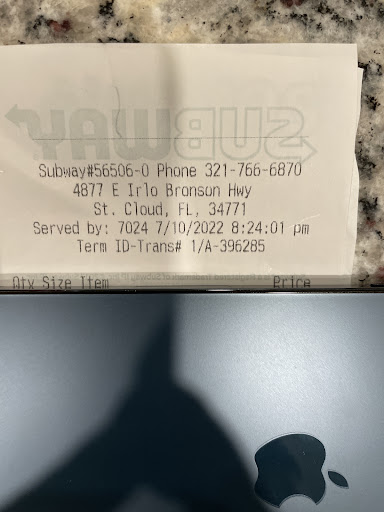 SUBWAY
Subway#56506-0 Phone 321-766-6870
4877 E Irlo Bronson Hwy
St. Cloud, FL, 34771
Served by: 7024 7/10/2022 8:24:01 pm
Term ID-Trans# 1/A-396285
Qty Size Item Price